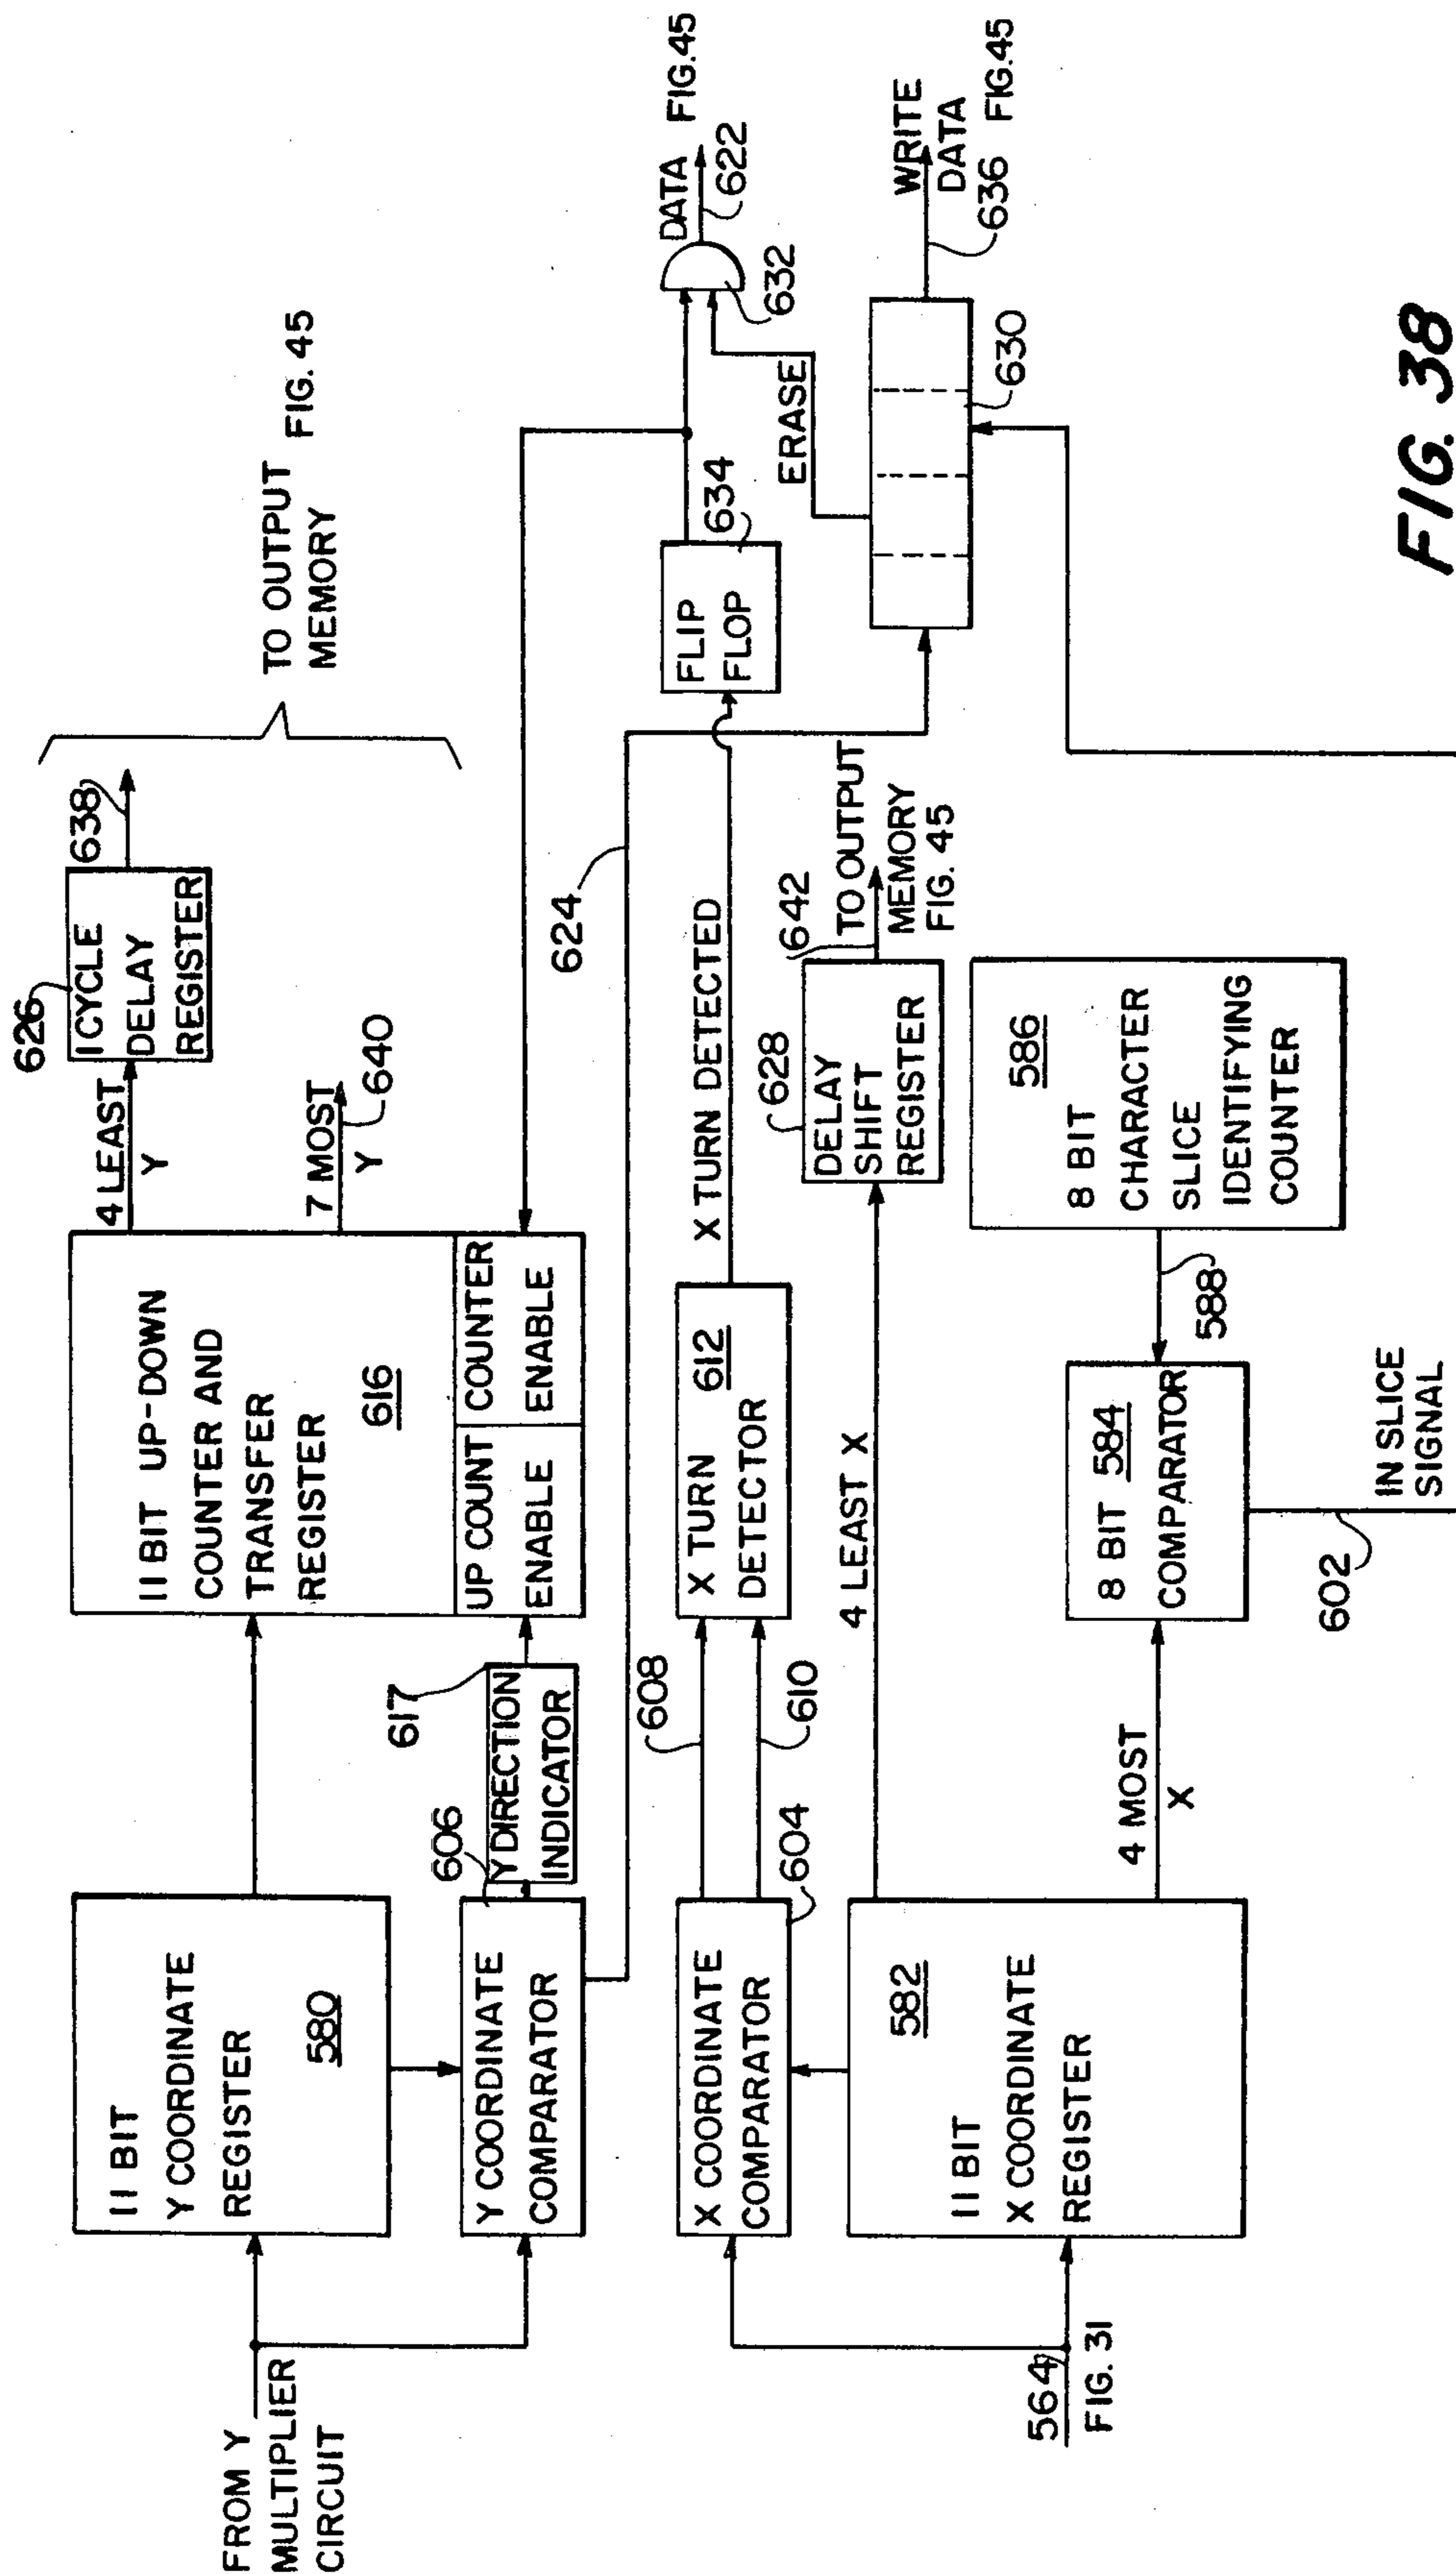 FROM Y
MULTIPLIER
CIRCUIT
11 BIT
Y COORDINATE
REGISTER
580
Y COORDINATE
COMPARATOR
606
Y DIRECTION
INDICATOR
617
11 BIT UP-DOWN
COUNTER AND
TRANSFER
REGISTER
616
UP COUNT
ENABLE
COUNTER
ENABLE
4 LEAST
Y
7 MOST
Y
640
626
1 CYCLE
DELAY
REGISTER
638
TO OUTPUT
MEMORY
FIG. 45
624
X COORDINATE
COMPARATOR
604
608
610
X TURN
DETECTOR
612
X TURN DETECTED
FLIP
FLOP
634
632
DATA
622
FIG.45
ERASE
630
WRITE
DATA
636
FIG.45
564
FIG. 31
11 BIT
X COORDINATE
REGISTER
582
4 LEAST X
628
DELAY
SHIFT
REGISTER
642
TO OUTPUT
MEMORY
FIG. 45
4 MOST
X
8 BIT
COMPARATOR
584
588
586
8 BIT
CHARACTER
SLICE
IDENTIFYING
COUNTER
602
IN SLICE
SIGNAL
FIG. 38